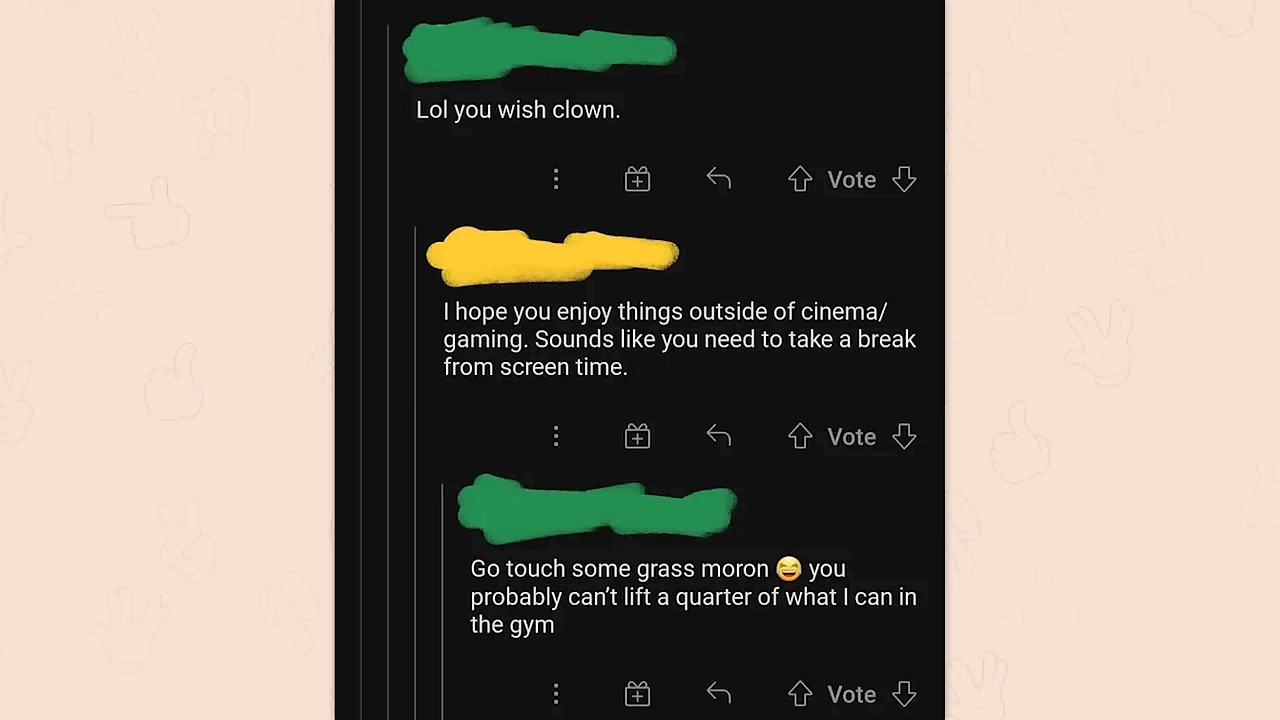 Lol you wish clown.
Vote
I hope you enjoy things outside of cinema/
gaming. Sounds like you need to take a break
from screen time.
Vote
Go touch some grass moron 😆 you
probably can't lift a quarter of what I can in
the gym
Vote